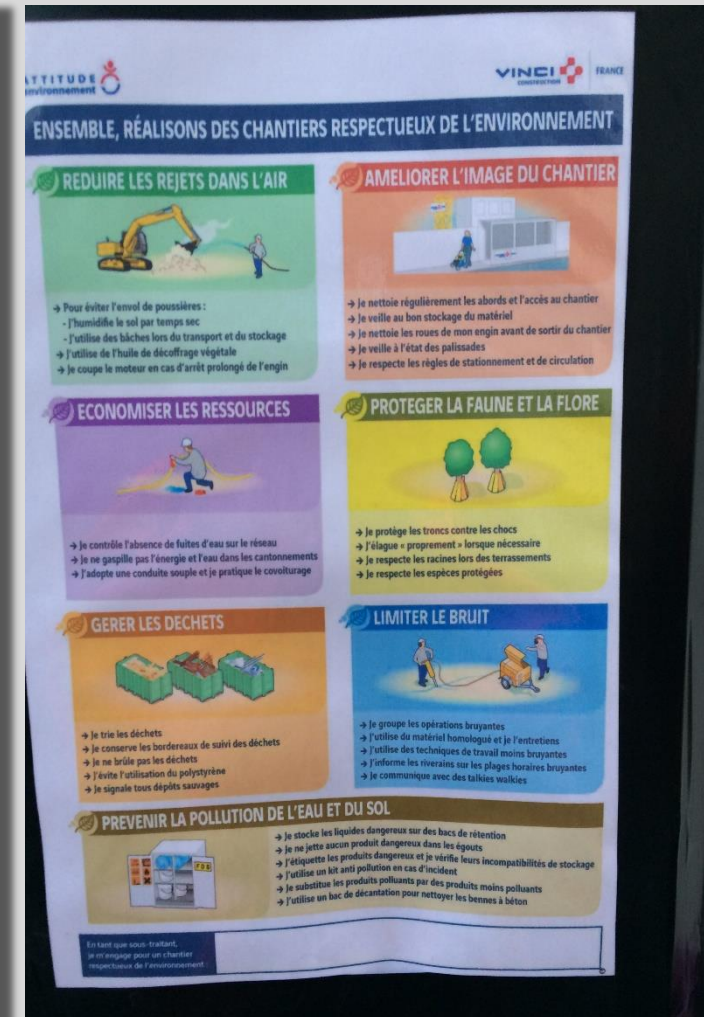 ATTITUDE
environnement
VINCI
CONSTRUCTION
FRANCE
ENSEMBLE, RÉALISONS DES CHANTIERS RESPECTUEUX DE L'ENVIRONNEMENT
REDUIRE LES REJETS DANS L'AIR
→ Pour éviter l'envol de poussières :
- J'humidifie le sol par temps sec
- J'utilise des bâches lors du transport et du stockage
→ J'utilise de l'huile de décoffrage végétale
→ Je coupe le moteur en cas d'arrêt prolongé de l'engin
AMELIORER L'IMAGE DU CHANTIER
→ Je nettoie régulièrement les abords et l'accès au chantier
→ Je veille au bon stockage du matériel
→ Je nettoie les roues de mon engin avant de sortir du chantier
→ Je veille à l'état des palissades
→ Je respecte les règles de stationnement et de circulation
ECONOMISER LES RESSOURCES
→ Je contrôle l'absence de fuites d'eau sur le réseau
→ Je ne gaspille pas l'énergie et l'eau dans les cantonnements
→ J'adopte une conduite souple et je pratique le covoiturage
PROTEGER LA FAUNE ET LA FLORE
→ Je protège les troncs contre les chocs
→ J'élague « proprement » lorsque nécessaire
→ Je respecte les racines lors des terrassements
→ Je respecte les espèces protégées
GERER LES DECHETS
→ Je trie les déchets
→ Je conserve les bordereaux de suivi des déchets
→ Je ne brûle pas les déchets
→ J'évite l'utilisation du polystyrène
→ Je signale tous dépôts sauvages
LIMITER LE BRUIT
→ Je groupe les opérations bruyantes
→ J'utilise du matériel homologué et je l'entretiens
→ J'utilise des techniques de travail moins bruyantes
→ J'informe les riverains sur les plages horaires bruyantes
→ Je communique avec des talkies walkies
PREVENIR LA POLLUTION DE L'EAU ET DU SOL
→ Je stocke les liquides dangereux sur des bacs de rétention
→ Je ne jette aucun produit dangereux dans les égouts
→ J'étiquette les produits dangereux et je vérifie leurs incompatibilités de stockage
→ J'utilise un kit anti pollution en cas d'incident
→ Je substitue les produits polluants par des produits moins polluants
→ J'utilise un bac de décantation pour nettoyer les bennes à béton
En tant que sous-traitant,
je m'engage pour un chantier
respectueux de l'environnement :